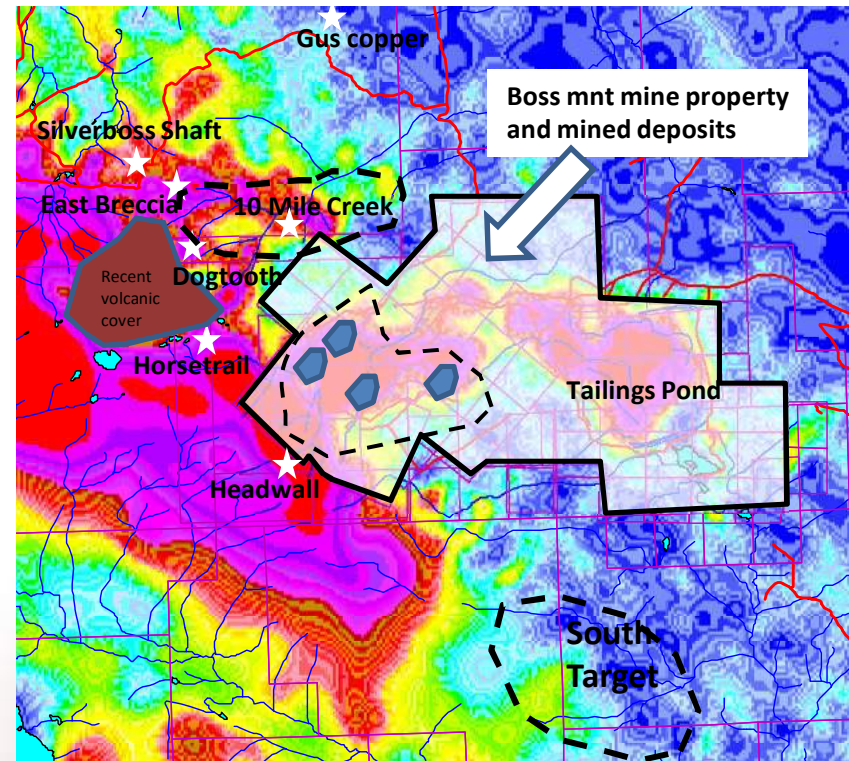 Gus copper
Boss mnt mine property
and mined deposits
Silverboss Shaft
East Breccia
10 Mile Creek
Dogtooth
Recent
volcanic
cover
Horsetrail
Tailings Pond
Headwall
South
Target